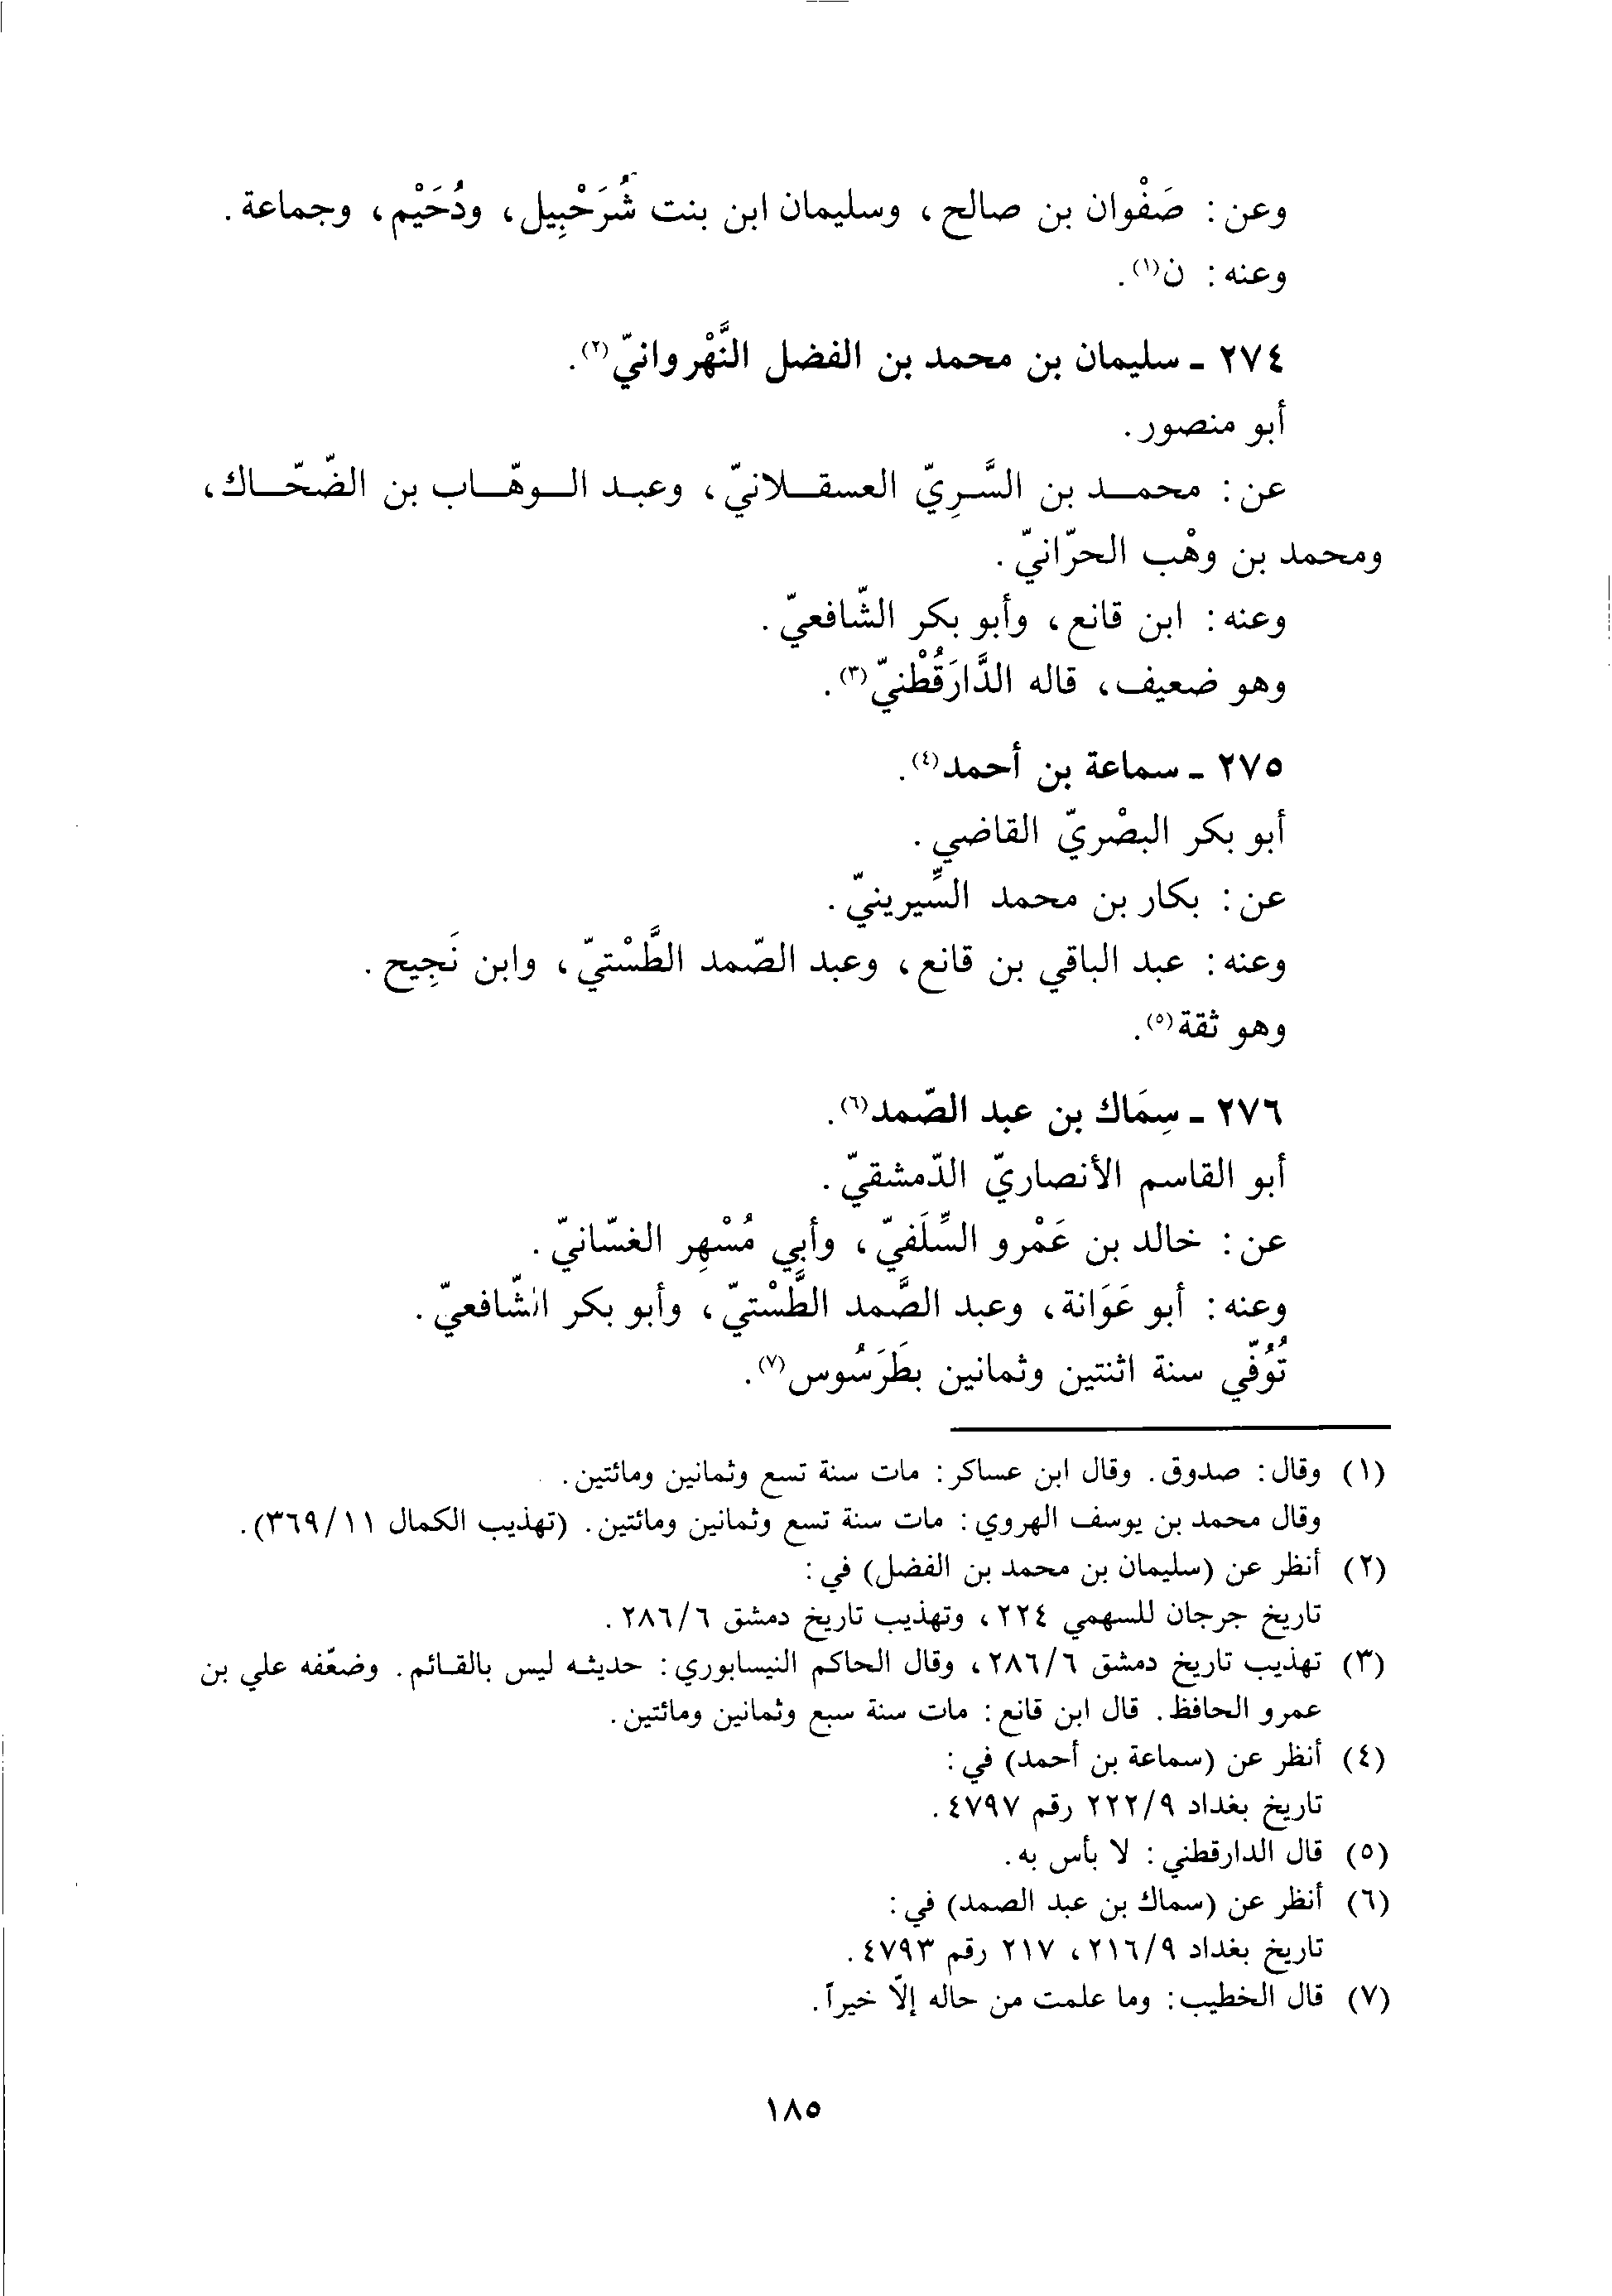 وعن: صَفْوان بن صالح، وسليمان ابن بنت شُرَحْبِيل، ودُحَيْم، وجماعة.
وعنه: ن(١).
٢٧٤ ـ سليمان بن محمد بن الفضل النَّهْروانيّ(٢).
أبو منصور.
عن: محمد بن السَّرِيّ العسقلانيّ، وعبد الوهّاب بن الضّحّاك،
ومحمد بن وهْب الحرّانيّ.
وعنه: ابن قانع، وأبو بكر الشّافعيّ.
وهو ضعيف، قاله الدَّارَقُطْنيّ(٣).
٢٧٥ ـ سماعة بن أحمد(٤).
أبو بكر البصْريّ القاضي.
عن: بكار بن محمد السِّيرينيّ.
وعنه: عبد الباقي بن قانع، وعبد الصّمد الطَّسْتيّ، وابن نَجِيح.
وهو ثقة(٥).
٢٧٦ ـ سِمَاك بن عبد الصّمد(٦).
أبو القاسم الأنصاريّ الدّمشقيّ.
عن: خالد بن عَمْرو السِّلَفيّ، وأبي مُسْهِر الغسّانيّ.
وعنه: أبو عَوَانة، وعبد الصَّمد الطَّسْتيّ، وأبو بكر الشّافعيّ.
تُوُفّي سنة اثنتين وثمانين بطَرَسُوس(٧).
(١) وقال: صدوق. وقال ابن عساكر: مات سنة تسع وثمانين ومائتين.
وقال محمد بن يوسف الهروي: مات سنة تسع وثمانين ومائتين. (تهذيب الكمال ٣٦٩/١١).
(٢) أنظر عن (سليمان بن محمد بن الفضل) في:
تاريخ جرجان للسهمي ٢٢٤، وتهذيب تاريخ دمشق ٢٨٦/٦.
(٣) تهذيب تاريخ دمشق ٢٨٦/٦، وقال الحاكم النيسابوري: حديثه ليس بالقائم. وضعّفه علي بن
عمرو الحافظ. قال ابن قانع: مات سنة سبع وثمانين ومائتين.
(٤) أنظر عن (سماعة بن أحمد) في:
تاريخ بغداد ٢٢٢/٩ رقم ٤٧٩٧.
(٥) قال الدارقطني: لا بأس به.
(٦) أنظر عن (سماك بن عبد الصمد) في:
تاريخ بغداد ٢١٦/٩، ٢١٧ رقم ٤٧٩٣.
(٧) قال الخطيب: وما علمت من حاله إلّا خيراً.
١٨٥